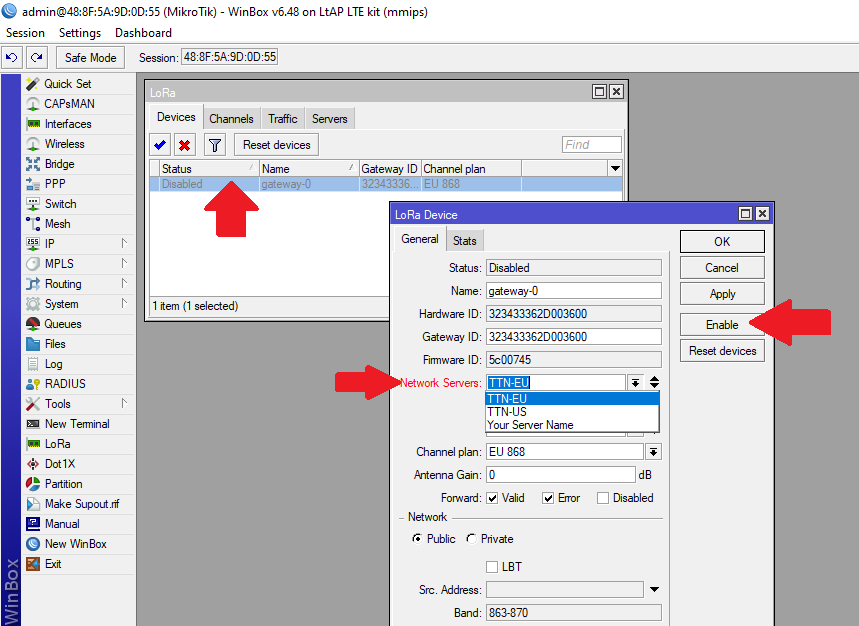 admin@48:8F:5A:9D:0D:55 (MikroTik) - WinBox v6.48 on LtAP LTE kit (mmips)
Session Settings Dashboard
Safe Mode Session: 48:8F:5A:9D:0D:55
Quick Set
CAPsMAN
Interfaces
Wireless
Bridge
PPP
Switch
Mesh
IP
MPLS
Routing
System
Queues
Files
Log
RADIUS
Tools
New Terminal
LoRa
Dot1X
Partition
Make Supout.rif
Manual
New WinBox
Exit
WinBox
LoRa
Devices Channels Traffic Servers
Reset devices Find
Status Name Gateway ID Channel plan
Disabled gateway-0 32343336... EU 868
1 item (1 selected)
LoRa Device
General Stats
Status: Disabled
Name: gateway-0
Hardware ID: 323433362D003600
Gateway ID: 323433362D003600
Firmware ID: 5c00745
Network Servers: TTN-EU
TTN-EU
TTN-US
Your Server Name
Channel plan: EU 868
Antenna Gain: 0 dB
Forward: Valid Error Disabled
Network
Public Private
LBT
Src. Address:
Band: 863-870
OK
Cancel
Apply
Enable
Reset devices